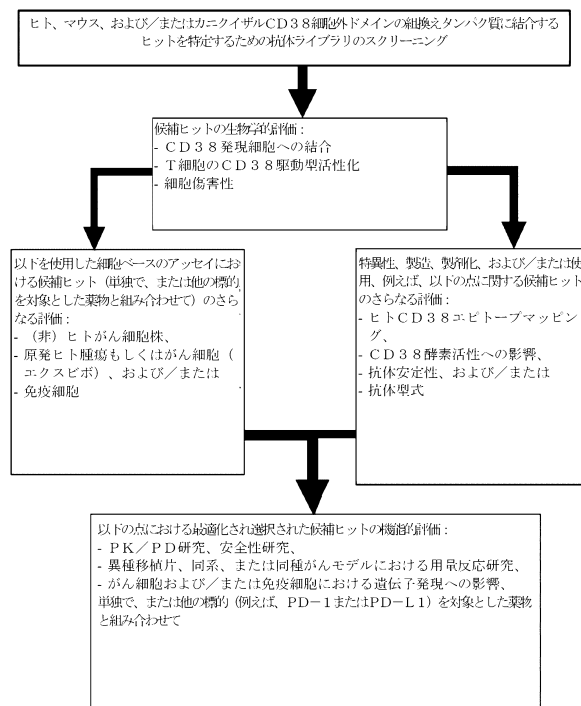 ヒト、マウス、および／またはカニクイザルＣＤ３８細胞外ドメインの組換えタンパク質に結合する
ヒットを特定するための抗体ライブラリのスクリーニング
候補ヒットの生物学的評価：
- ＣＤ３８発現細胞への結合
- Ｔ細胞のＣＤ３８駆動型活性化
- 細胞傷害性
以下を使用した細胞ベースのアッセイにお
ける候補ヒット（単独で、または他の標的
を対象とした薬物と組み合わせて）のさら
なる評価：
- （非）ヒトがん細胞株、
- 原発ヒト腫瘍もしくはがん細胞（
エクスビボ）、および／または
- 免疫細胞
特異性、製造、製剤化、および／または使
用、例えば、以下の点に関する候補ヒット
のさらなる評価：
- ヒトＣＤ３８エピトープマッピン
グ、
- ＣＤ３８酵素活性への影響、
- 抗体安定性、および／または
- 抗体型式
以下の点における最適化され選択された候補ヒットの機能的評価：
- ＰＫ／ＰＤ研究、安全性研究、
- 異種移植片、同系、または同種がんモデルにおける用量反応研究、
- がん細胞および／または免疫細胞における遺伝子発現への影響、
単独で、または他の標的（例えば、ＰＤ－１またはＰＤ－Ｌ１）を対象とした薬物
と組み合わせて